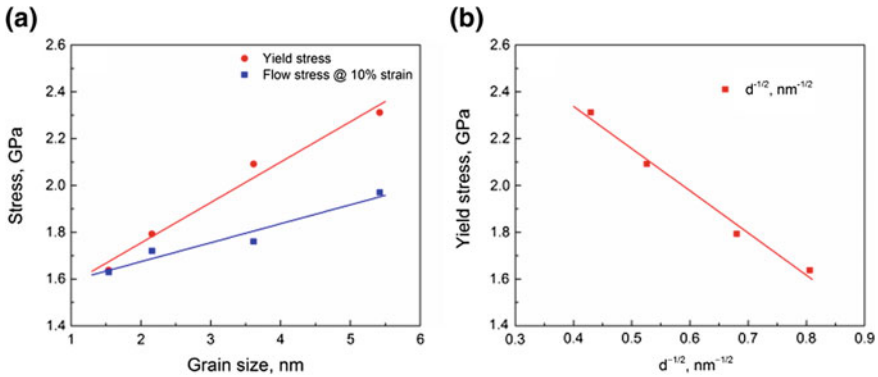 (a)
2.6
2.4
2.2
2.0
1.8
1.6
1.4
Stress, GPa
Yield stress
Flow stress @ 10% strain
1 2 3 4 5 6
Grain size, nm
(b)
2.6
2.4
2.2
2.0
1.8
1.6
1.4
Yield stress, GPa
d⁻¹/², nm⁻¹/²
0.3 0.4 0.5 0.6 0.7 0.8 0.9
d⁻¹/², nm⁻¹/²